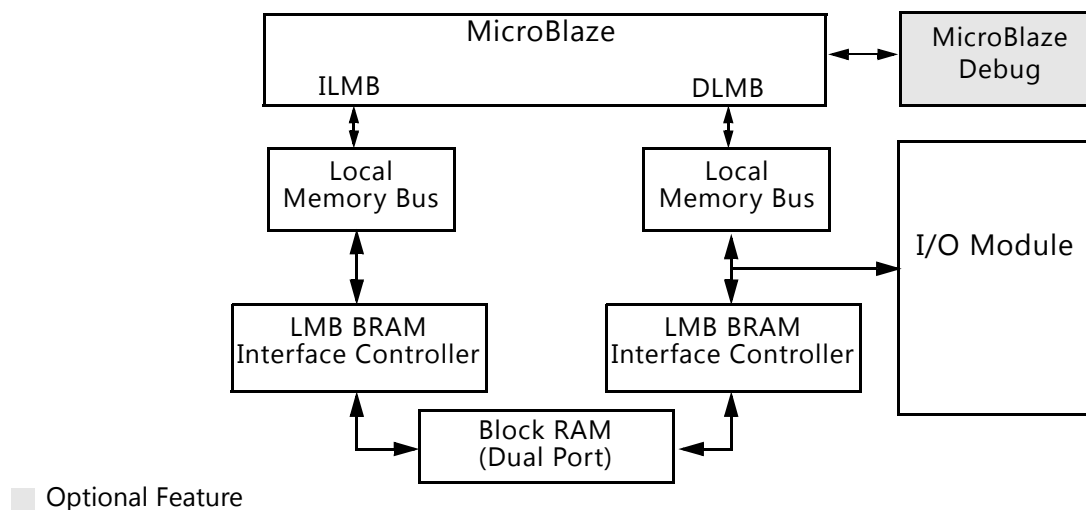 MicroBlaze
MicroBlaze
Debug
ILMB
DLMB
Local
Memory Bus
Local
Memory Bus
I/O Module
LMB BRAM
Interface Controller
LMB BRAM
Interface Controller
Block RAM
(Dual Port)
Optional Feature